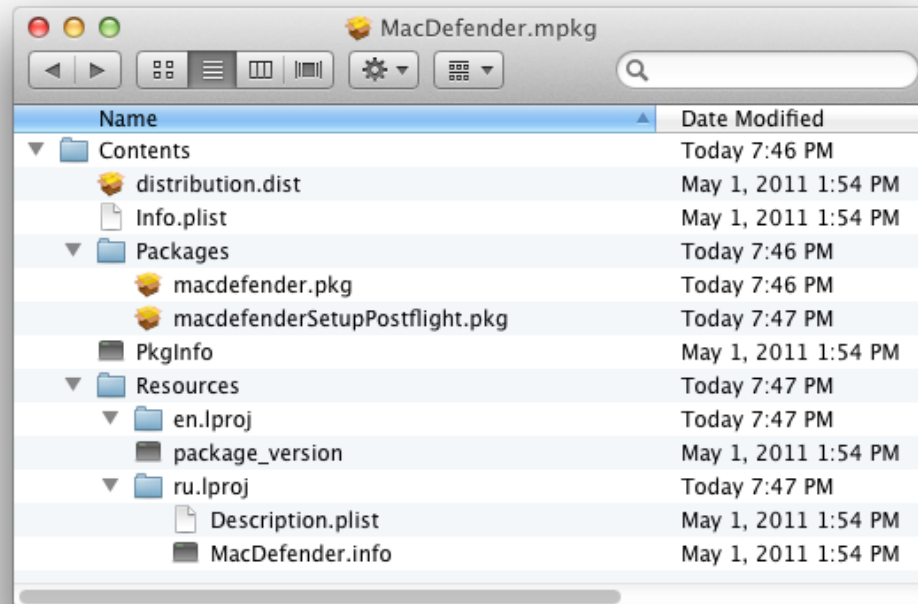 MacDefender.mpkg
Name Date Modified
Contents Today 7:46 PM
distribution.dist May 1, 2011 1:54 PM
Info.plist May 1, 2011 1:54 PM
Packages Today 7:46 PM
macdefender.pkg Today 7:46 PM
macdefenderSetupPostflight.pkg Today 7:47 PM
PkgInfo May 1, 2011 1:54 PM
Resources Today 7:47 PM
en.lproj Today 7:47 PM
package_version May 1, 2011 1:54 PM
ru.lproj Today 7:47 PM
Description.plist May 1, 2011 1:54 PM
MacDefender.info May 1, 2011 1:54 PM